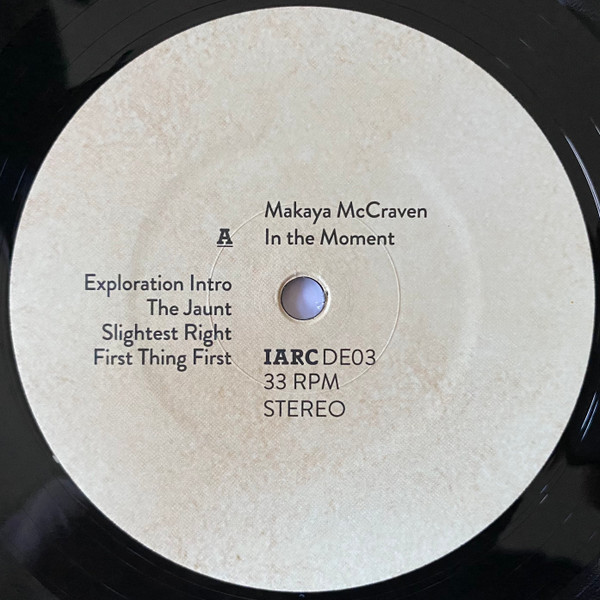 Makaya McCraven
A
In the Moment
Exploration Intro
The Jaunt
Slightest Right
First Thing First
IARC DE03
33 RPM
STEREO